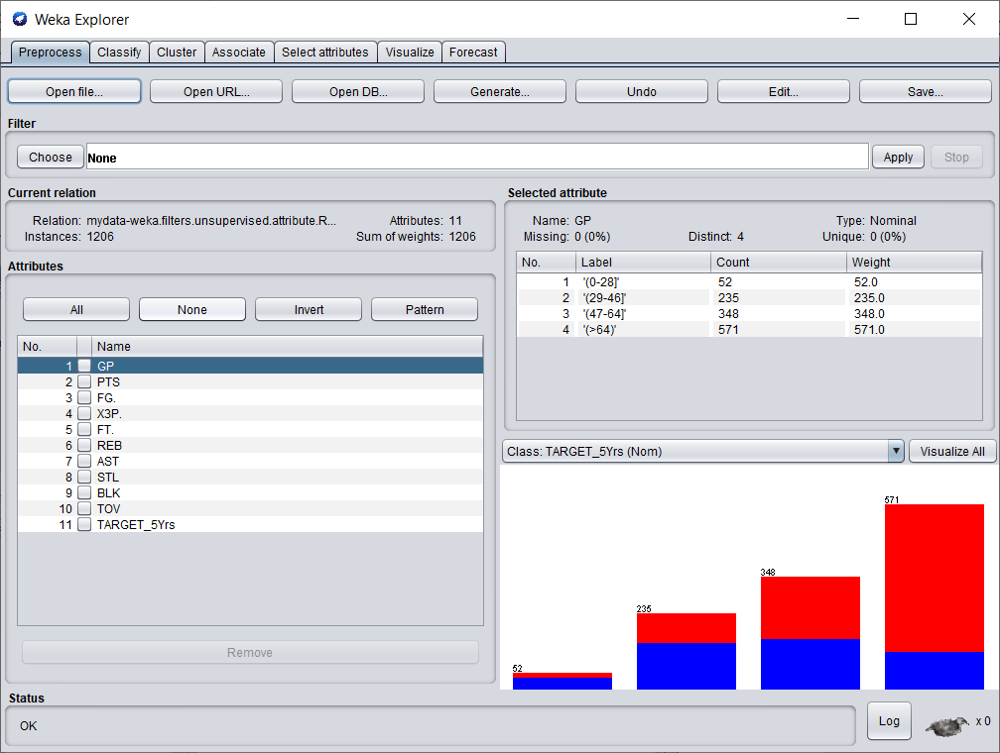 Weka Explorer
Preprocess Classify Cluster Associate Select attributes Visualize Forecast
Open file... Open URL... Open DB... Generate... Undo Edit... Save...
Filter
Choose None Apply Stop
Current relation
Relation: mydata-weka.filters.unsupervised.attribute.R... Attributes: 11
Instances: 1206 Sum of weights: 1206
Attributes
All None Invert Pattern
No. Name
1 GP
2 PTS
3 FG.
4 X3P.
5 FT.
6 REB
7 AST
8 STL
9 BLK
10 TOV
11 TARGET_5Yrs
Remove
Selected attribute
Name: GP Type: Nominal
Missing: 0 (0%) Distinct: 4 Unique: 0 (0%)
No. Label Count Weight
1 '(0-28]' 52 52.0
2 '(29-46]' 235 235.0
3 '(47-64]' 348 348.0
4 '(>64)' 571 571.0
Class: TARGET_5Yrs (Nom) Visualize All
52 235 348 571
Status
OK Log x 0